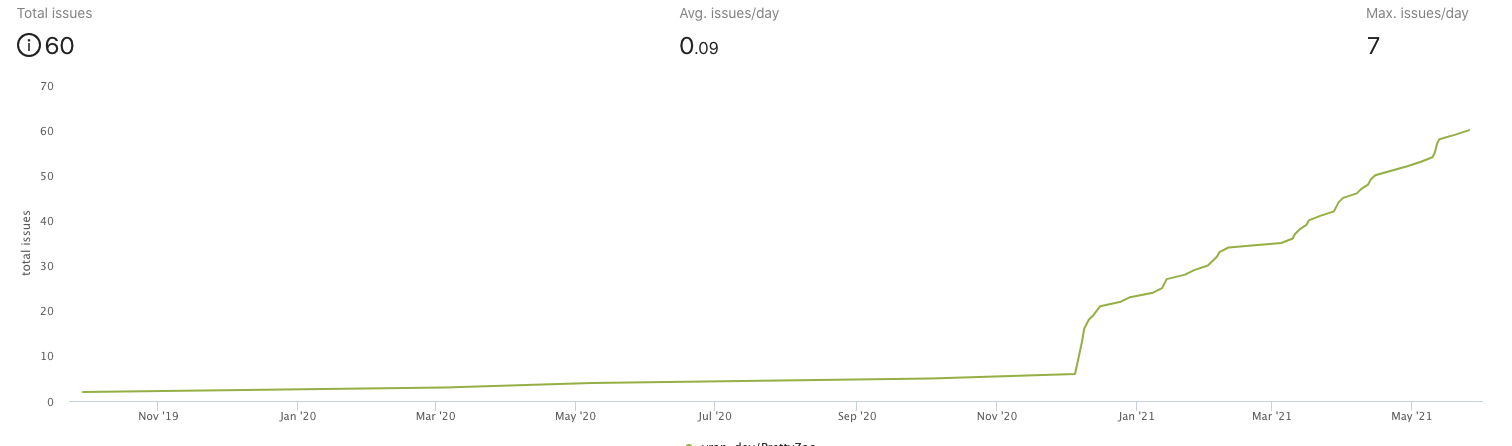 Total issues
Avg. issues/day
Max. issues/day
60
0.09
7
70
60
50
40
30
20
10
0
total issues
Nov '19
Jan '20
Mar '20
May '20
Jul '20
Sep '20
Nov '20
Jan '21
Mar '21
May '21